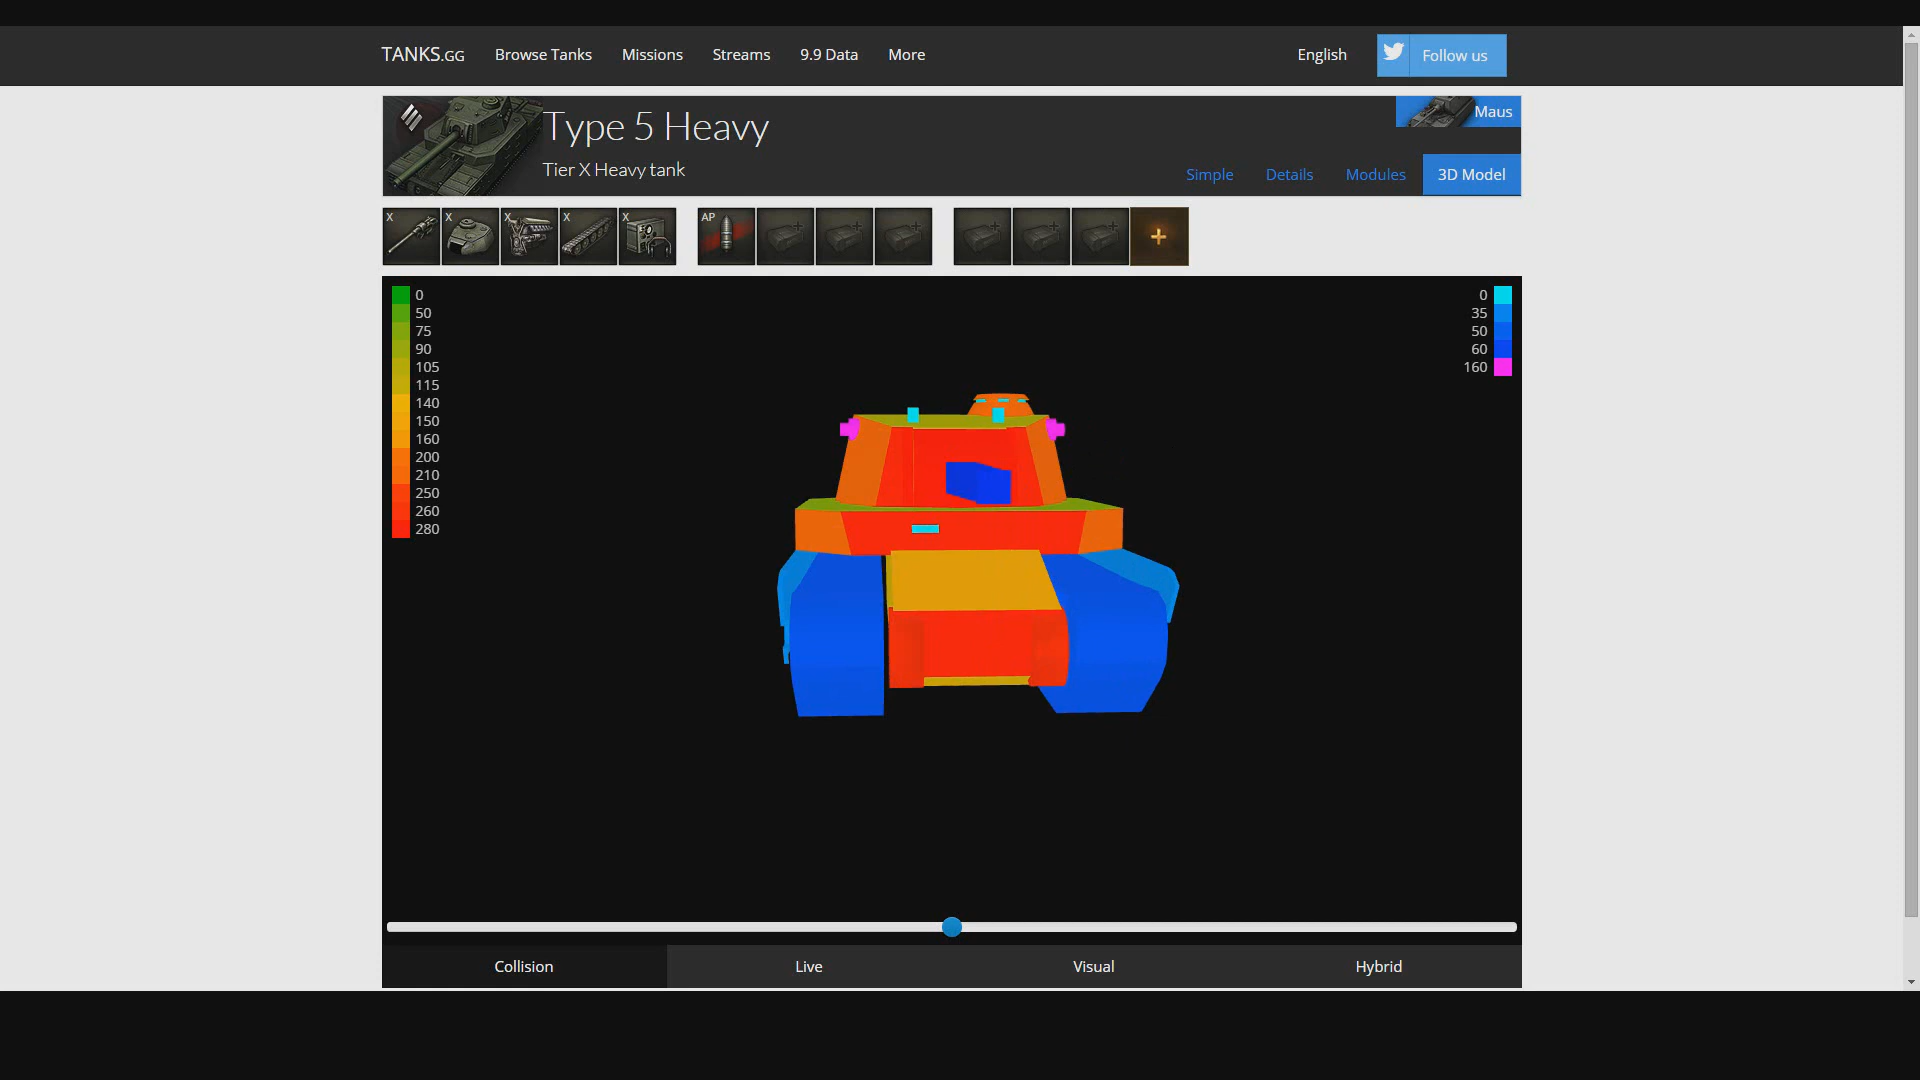 TANKS.GG Browse Tanks Missions Streams 9.9 Data More English Follow us
Type 5 Heavy
Maus
Tier X Heavy tank
Simple Details Modules 3D Model
X X X X X AP
+
0
50
75
90
105
115
140
150
160
200
210
250
260
280
0
35
50
60
160
Collision Live Visual Hybrid